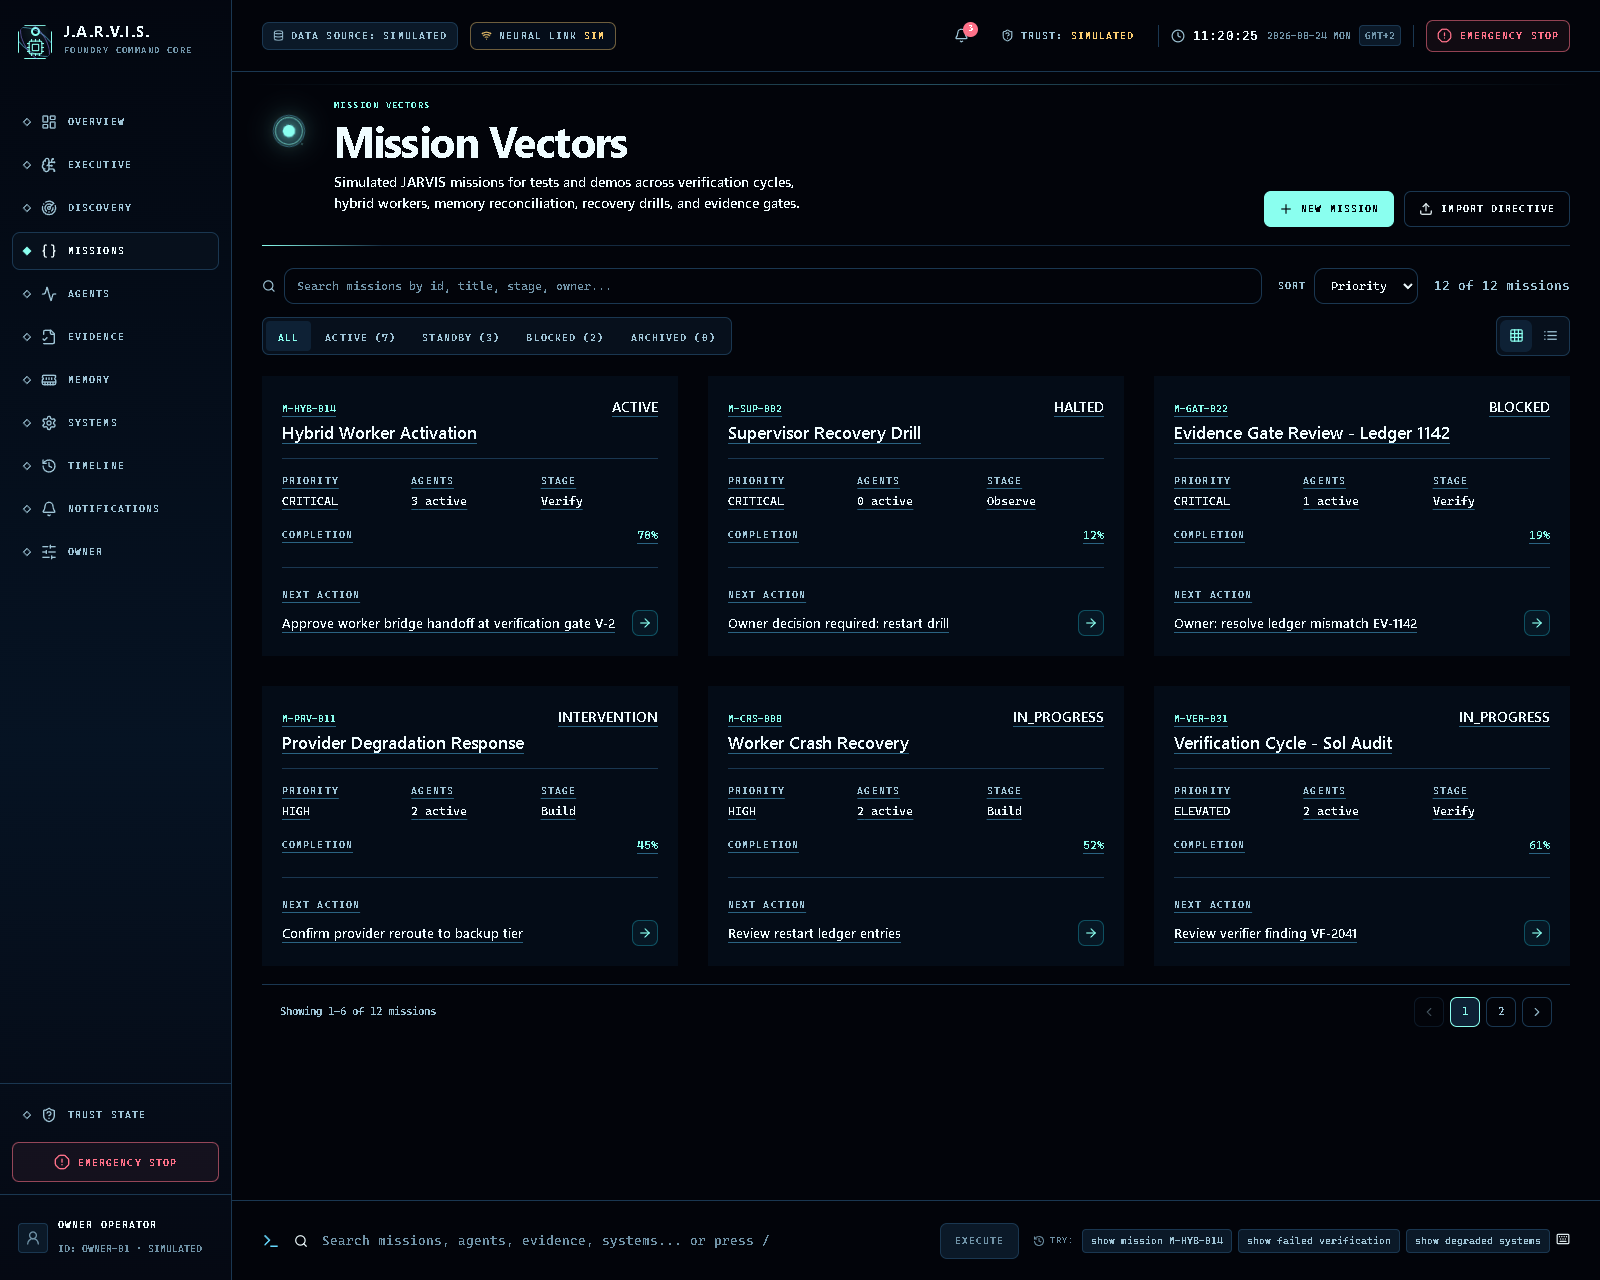 J.A.R.V.I.S.
FOUNDRY COMMAND CORE
OVERVIEW
EXECUTIVE
DISCOVERY
MISSIONS
AGENTS
EVIDENCE
MEMORY
SYSTEMS
TIMELINE
NOTIFICATIONS
OWNER
TRUST STATE
EMERGENCY STOP
OWNER OPERATOR
ID: OWNER-01 • SIMULATED
DATA SOURCE: SIMULATED
NEURAL LINK SIM
3
TRUST: SIMULATED
11:20:25 2026-08-24 MON GMT+2
EMERGENCY STOP
MISSION VECTORS
Mission Vectors
Simulated JARVIS missions for tests and demos across verification cycles,
hybrid workers, memory reconciliation, recovery drills, and evidence gates.
NEW MISSION
IMPORT DIRECTIVE
Search missions by id, title, stage, owner...
SORT Priority
12 of 12 missions
ALL ACTIVE (7) STANDBY (3) BLOCKED (2) ARCHIVED (0)
M-HYB-014 ACTIVE
Hybrid Worker Activation
PRIORITY AGENTS STAGE
CRITICAL 3 active Verify
COMPLETION 78%
NEXT ACTION
Approve worker bridge handoff at verification gate V-2
M-SUP-002 HALTED
Supervisor Recovery Drill
PRIORITY AGENTS STAGE
CRITICAL 0 active Observe
COMPLETION 12%
NEXT ACTION
Owner decision required: restart drill
M-GAT-022 BLOCKED
Evidence Gate Review - Ledger 1142
PRIORITY AGENTS STAGE
CRITICAL 1 active Verify
COMPLETION 19%
NEXT ACTION
Owner: resolve ledger mismatch EV-1142
M-PRV-011 INTERVENTION
Provider Degradation Response
PRIORITY AGENTS STAGE
HIGH 2 active Build
COMPLETION 45%
NEXT ACTION
Confirm provider reroute to backup tier
M-CRS-008 IN_PROGRESS
Worker Crash Recovery
PRIORITY AGENTS STAGE
HIGH 2 active Build
COMPLETION 52%
NEXT ACTION
Review restart ledger entries
M-VER-031 IN_PROGRESS
Verification Cycle - Sol Audit
PRIORITY AGENTS STAGE
ELEVATED 2 active Verify
COMPLETION 61%
NEXT ACTION
Review verifier finding VF-2041
Showing 1-6 of 12 missions
1 2
Search missions, agents, evidence, systems... or press /
EXECUTE
TRY: show mission M-HYB-014 show failed verification show degraded systems